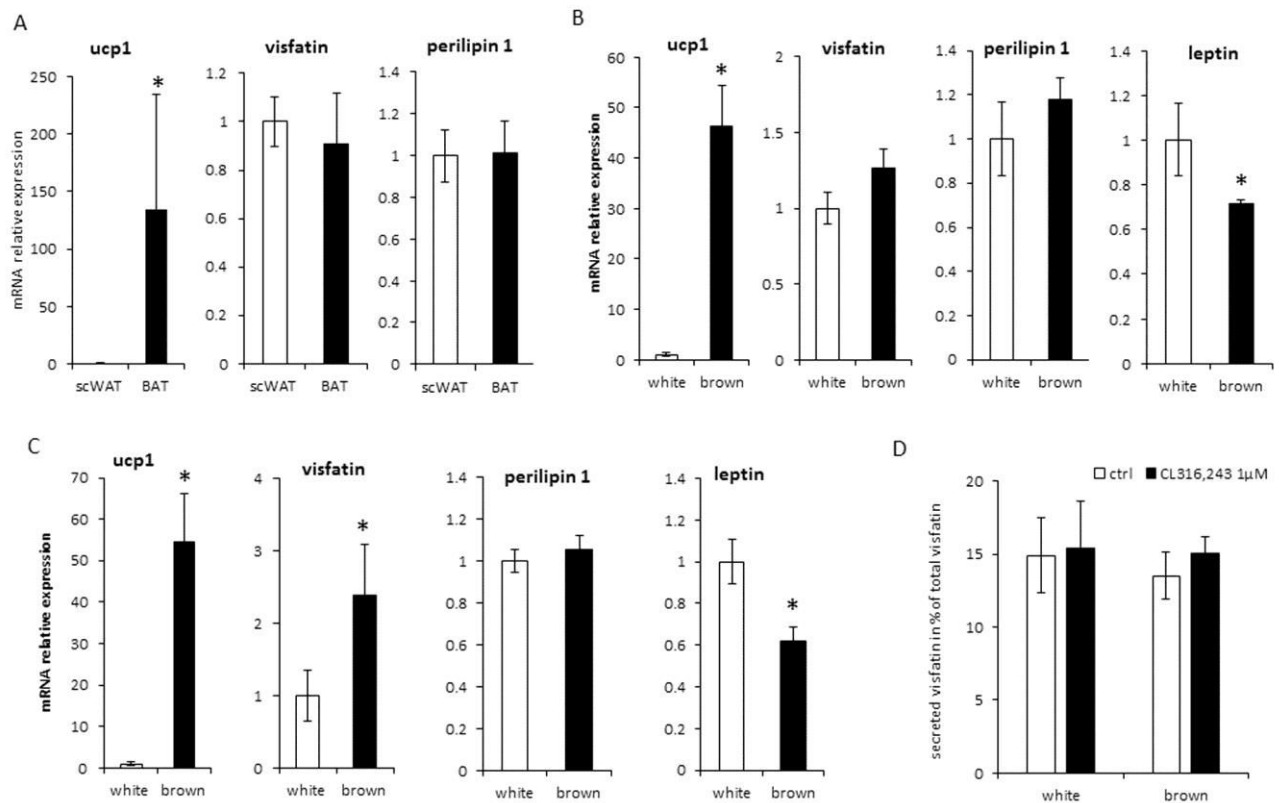 A
ucp1
visfatin
perilipin 1
mRNA relative expression
250
200
150
100
50
0
scWAT BAT
*
1.2
1
0.8
0.6
0.4
0.2
0
scWAT BAT
1.4
1.2
1
0.8
0.6
0.4
0.2
0
scWAT BAT
B
ucp1
visfatin
perilipin 1
leptin
mRNA relative expression
60
50
40
30
20
10
0
white brown
*
2
1.5
1
0.5
0
white brown
1.4
1.2
1
0.8
0.6
0.4
0.2
0
white brown
1.4
1.2
1
0.8
0.6
0.4
0.2
0
white brown
*
C
ucp1
visfatin
perilipin 1
leptin
mRNA relative expression
70
60
50
40
30
20
10
0
white brown
*
4
3
2
1
0
white brown
*
1.4
1.2
1
0.8
0.6
0.4
0.2
0
white brown
1.4
1.2
1
0.8
0.6
0.4
0.2
0
white brown
*
D
ctrl CL316,243 1µM
secreted visfatin in % of total visfatin
20
15
10
5
0
white brown